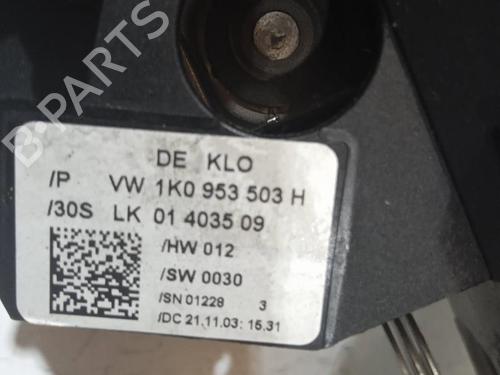 B-PARTS
DE KLO
/P VW 1K0 953 503 H
/30S LK 01 4035 09
/HW 012
/SW 0030
/SN 01228 3
/DC 21.11.03: 15.31